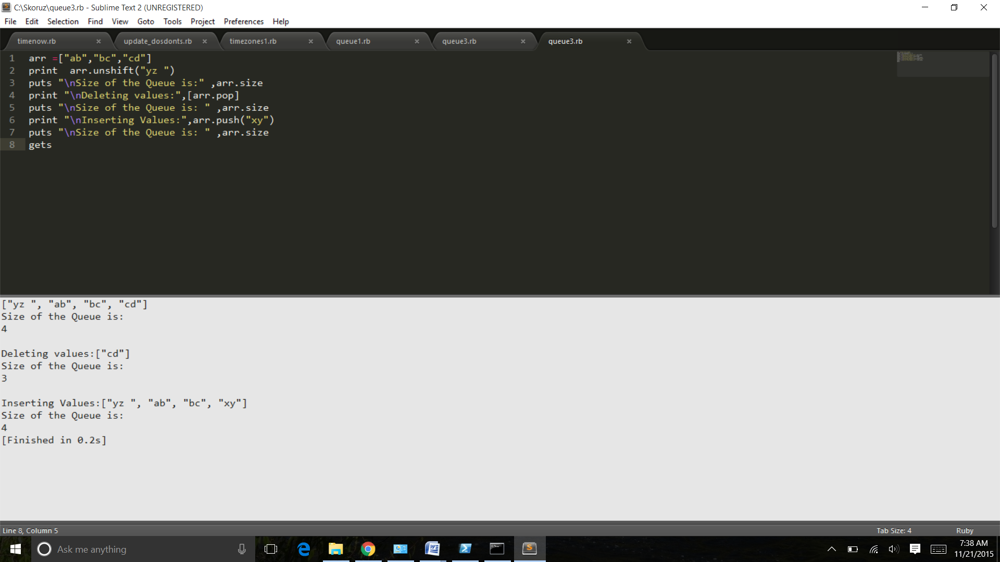 C:\Skoruz\queue3.rb - Sublime Text 2 (UNREGISTERED)
File Edit Selection Find View Goto Tools Project Preferences Help
timenow.rb × update_dosdonts.rb × timezones1.rb × queue1.rb × queue3.rb × queue3.rb ×
1 arr =["ab","bc","cd"]
2 print  arr.unshift("yz ")
3 puts "\nSize of the Queue is:" ,arr.size
4 print "\nDeleting values:",[arr.pop]
5 puts "\nSize of the Queue is: " ,arr.size
6 print "\nInserting Values:",arr.push("xy")
7 puts "\nSize of the Queue is: " ,arr.size
8 gets
["yz ", "ab", "bc", "cd"]
Size of the Queue is:
4
Deleting values:["cd"]
Size of the Queue is:
3
Inserting Values:["yz ", "ab", "bc", "xy"]
Size of the Queue is:
4
[Finished in 0.2s]
Line 8, Column 5 Tab Size: 4 Ruby
Ask me anything
7:38 AM
11/21/2015